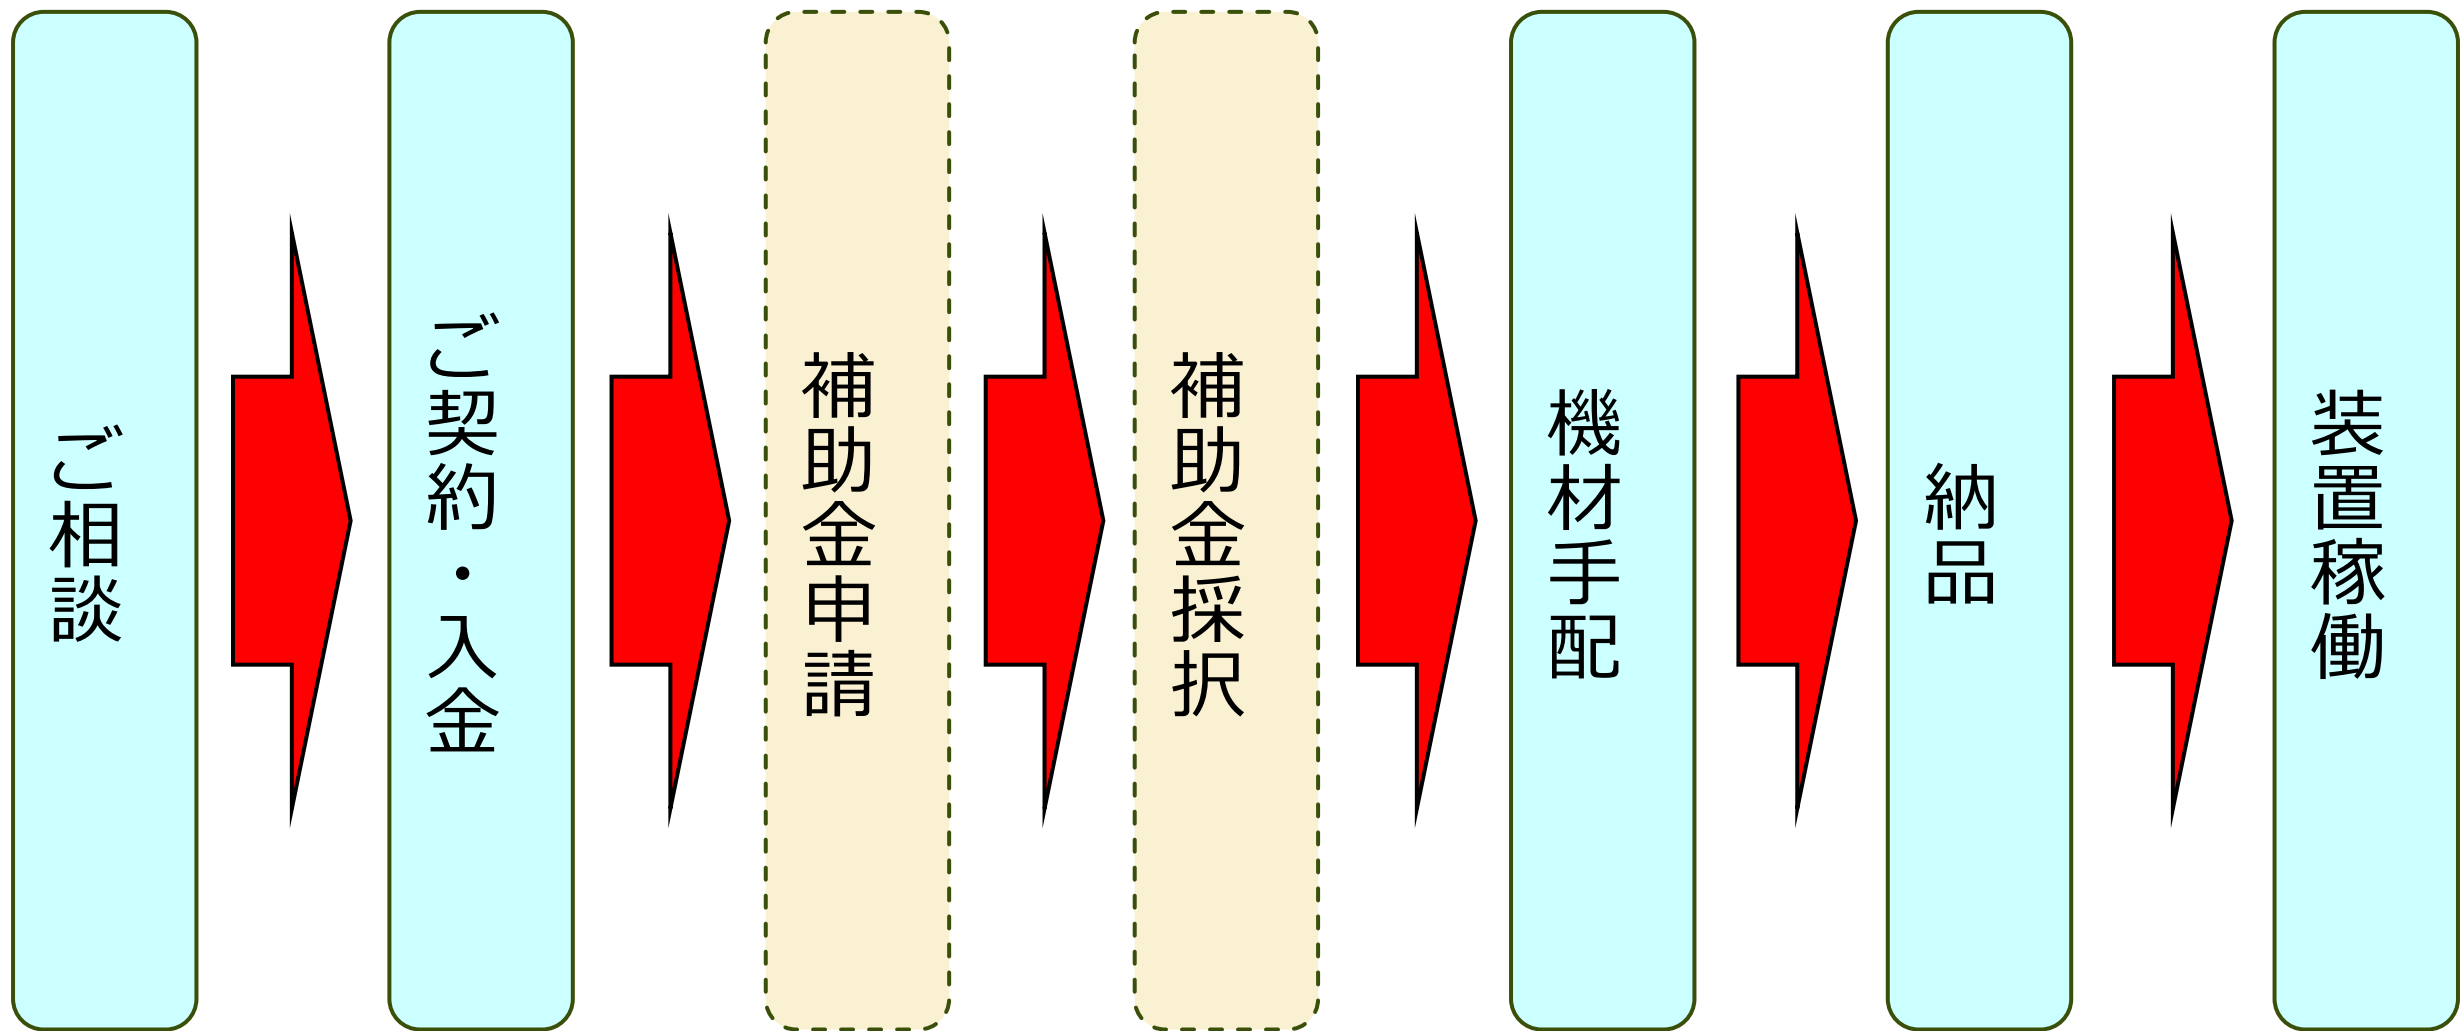 ご相談
ご契約・入金
補助金申請
補助金採択
機材手配
納品
装置稼働